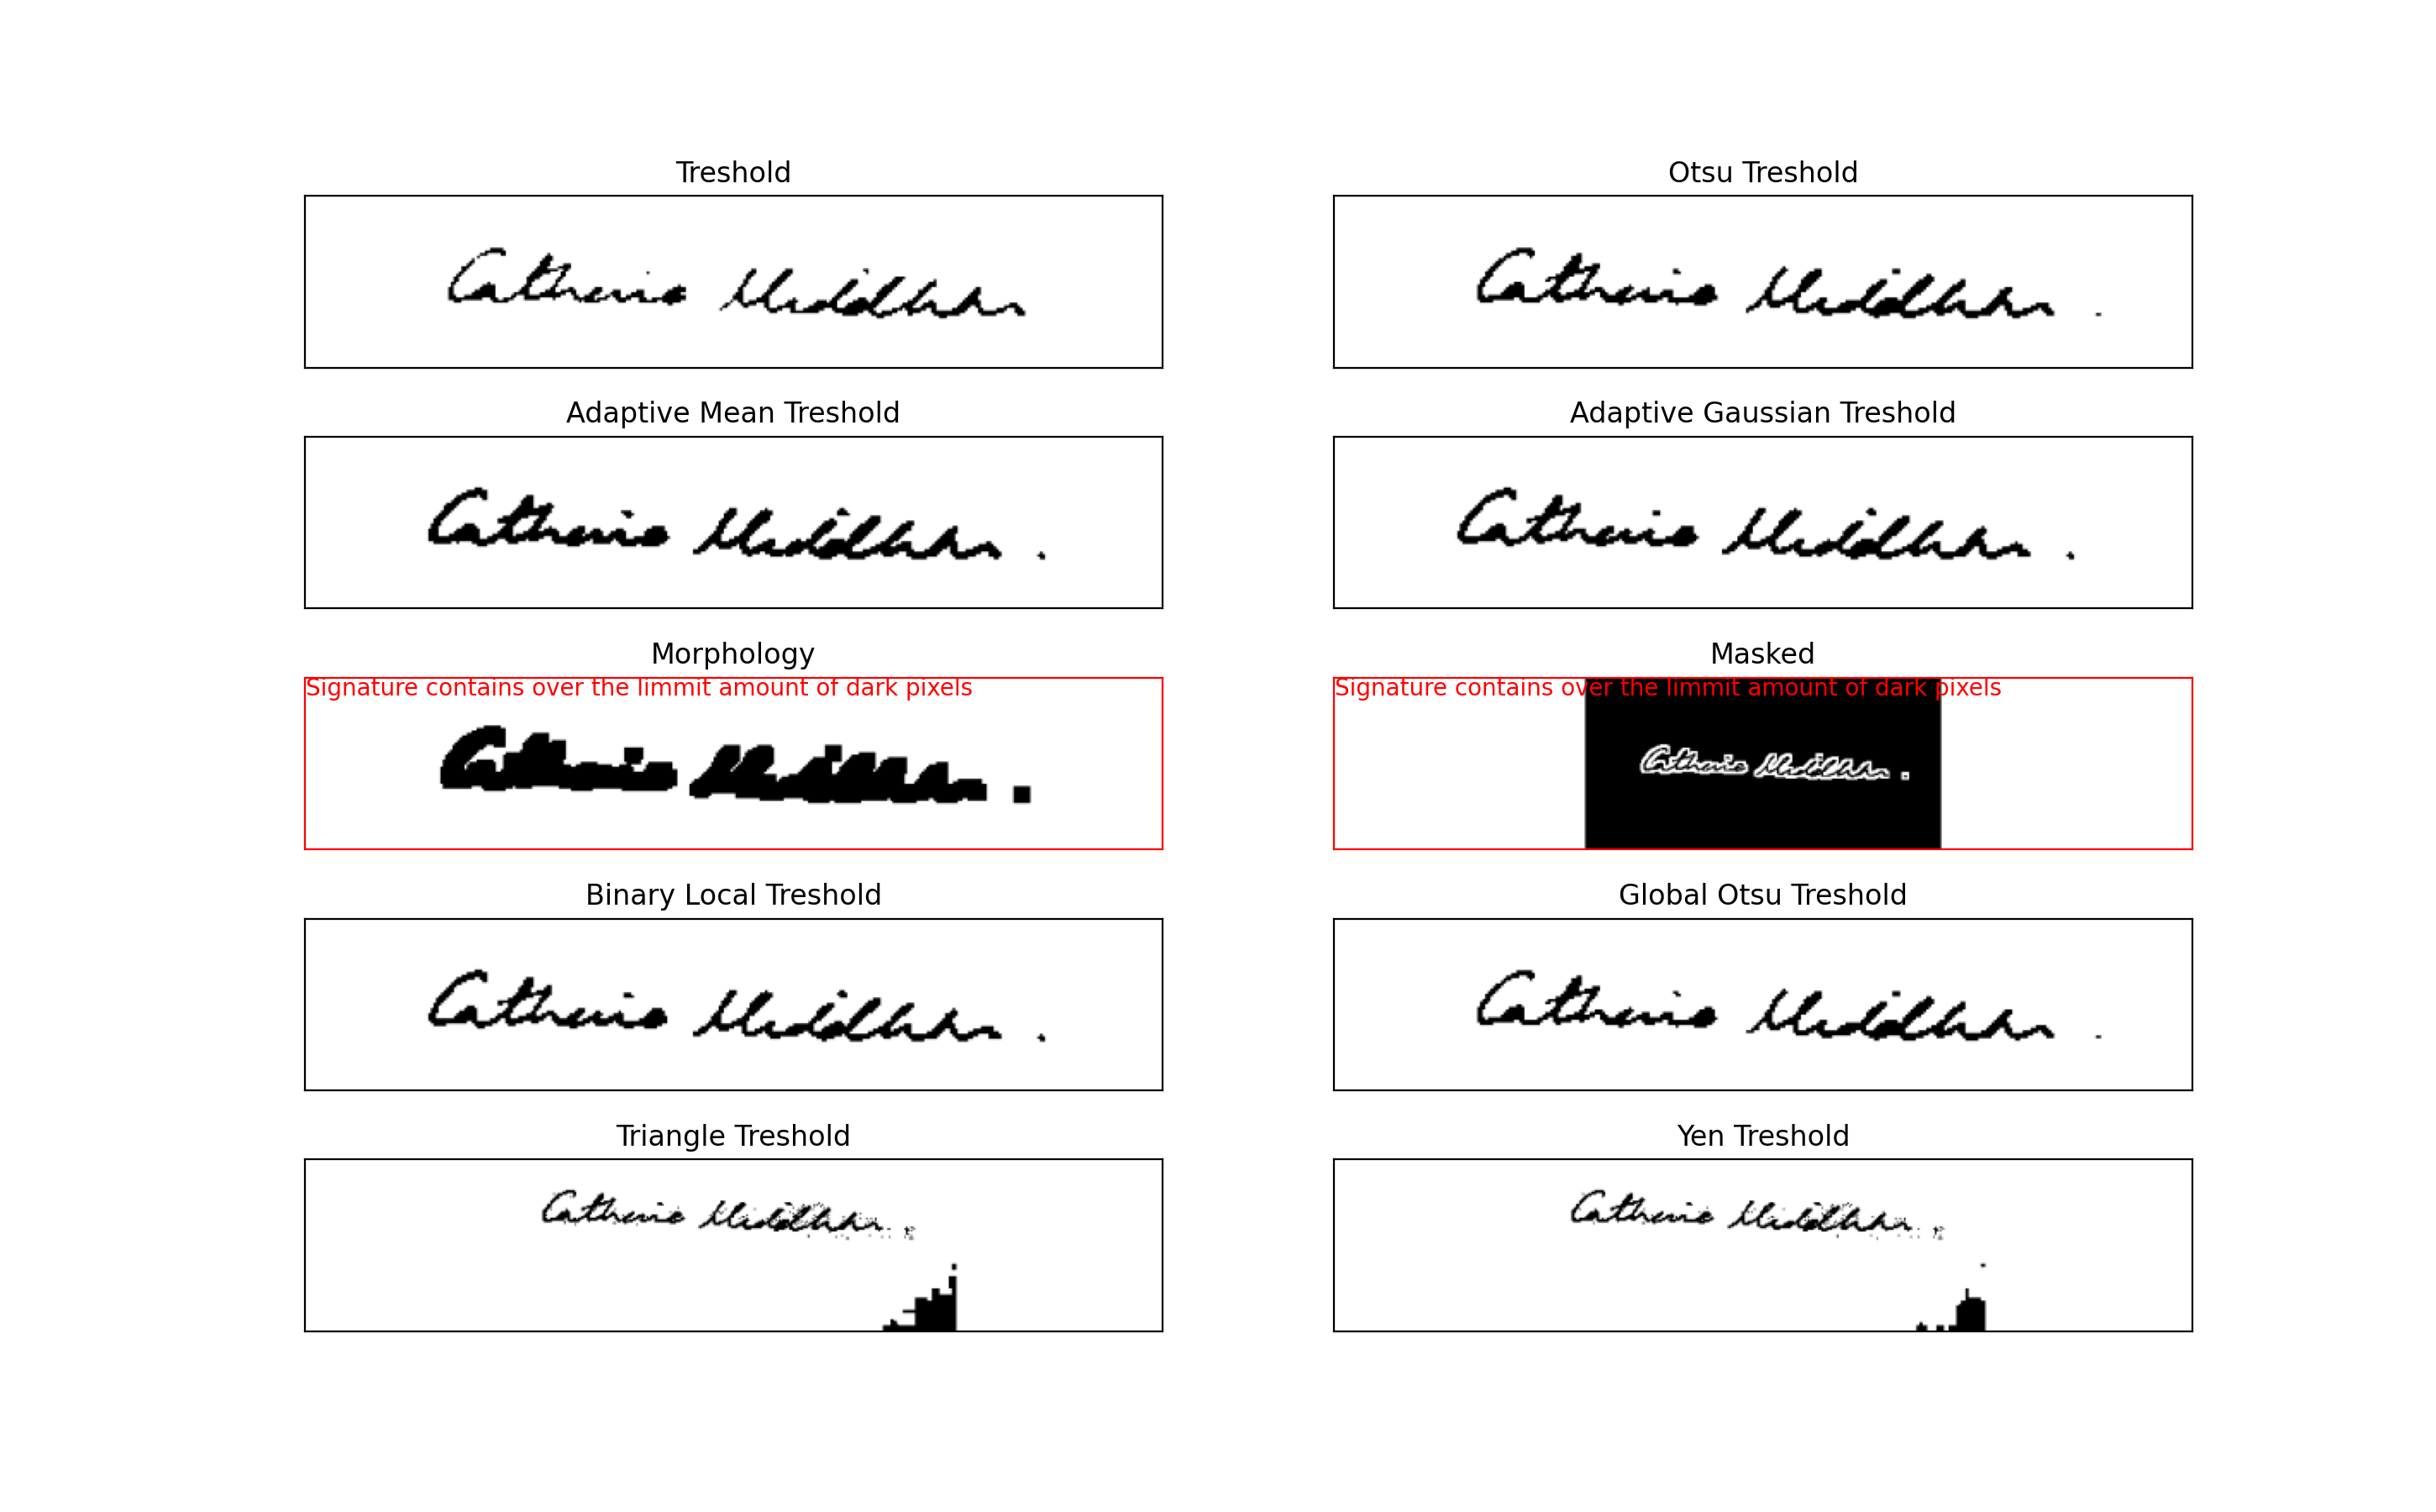 Treshold
Otsu Treshold
Catherine Middleton
Catherine Middleton .
Adaptive Mean Treshold
Adaptive Gaussian Treshold
Catherine Middleton .
Catherine Middleton .
Morphology
Masked
Signature contains over the limmit amount of dark pixels
Signature contains over the limmit amount of dark pixels
Catherine Middleton .
Catherine Middleton .
Binary Local Treshold
Global Otsu Treshold
Catherine Middleton .
Catherine Middleton .
Triangle Treshold
Yen Treshold
Catherine Middleton .
Catherine Middleton .